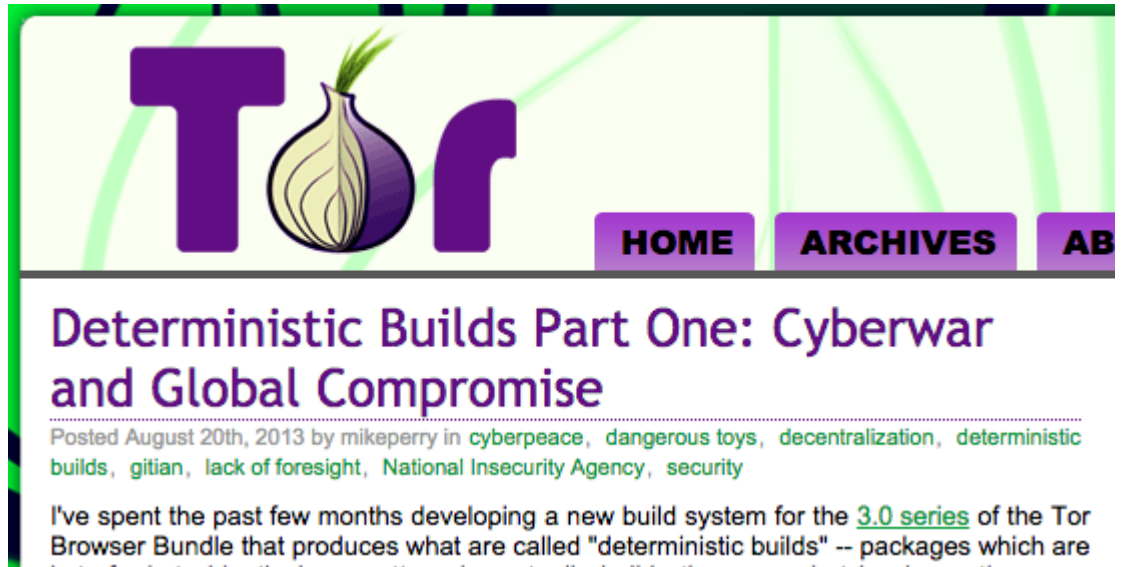 Tor
HOME ARCHIVES AB
Deterministic Builds Part One: Cyberwar
and Global Compromise
Posted August 20th, 2013 by mikeperry in cyberpeace, dangerous toys, decentralization, deterministic
builds, gitian, lack of foresight, National Insecurity Agency, security
I've spent the past few months developing a new build system for the 3.0 series of the Tor
Browser Bundle that produces what are called "deterministic builds" -- packages which are